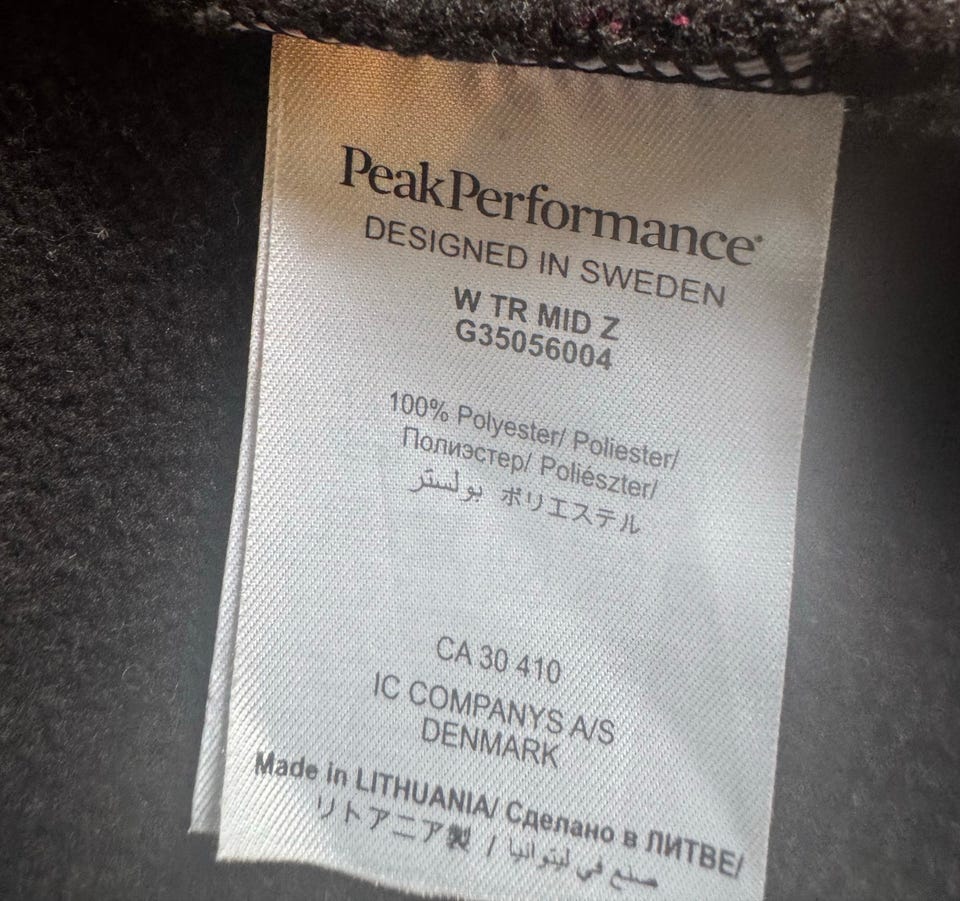 PeakPerformance®
DESIGNED IN SWEDEN
W TR MID Z
G35056004
100% Polyester/ Poliester/
Полиэстер/ Poliészter/
بولستر ポリエステル
CA 30 410
IC COMPANYS A/S
DENMARK
Made in LITHUANIA/ Сделано в ЛИТВЕ/
リトアニア製 / صنع في ليتوانيا